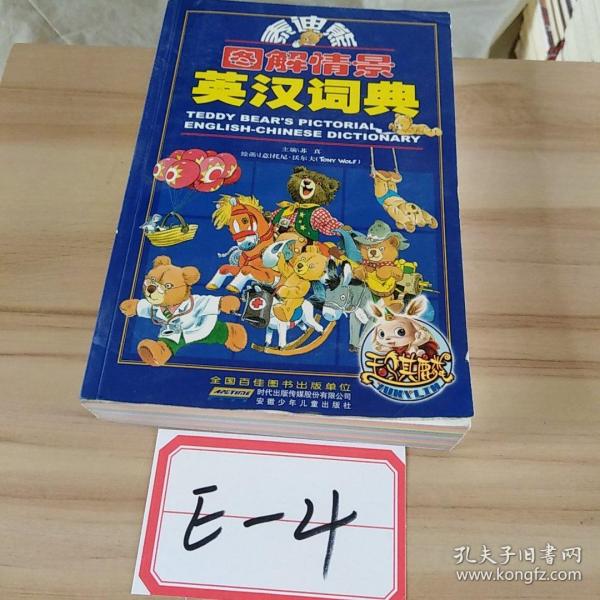 泰迪熊
图解情景
英汉词典
TEDDY BEAR'S PICTORIAL
ENGLISH-CHINESE DICTIONARY
主编\苏真
绘画\[意]托尼·沃尔夫(TONY WOLF)
全国百佳图书出版单位
APCTIME 时代出版传媒股份有限公司
安徽少年儿童出版社
E-4
孔夫子旧书网
www.kongfz.com